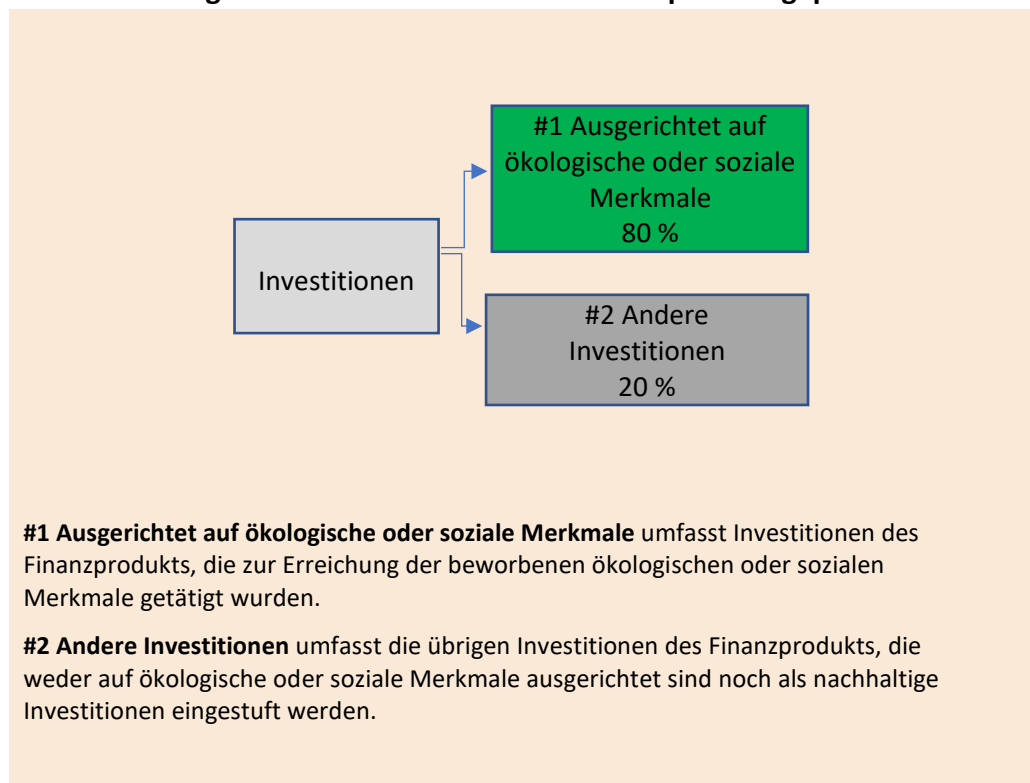 #1 Ausgerichtet auf
ökologische oder soziale
Merkmale
80 %
Investitionen
#2 Andere
Investitionen
20 %
#1 Ausgerichtet auf ökologische oder soziale Merkmale umfasst Investitionen des
Finanzprodukts, die zur Erreichung der beworbenen ökologischen oder sozialen
Merkmale getätigt wurden.
#2 Andere Investitionen umfasst die übrigen Investitionen des Finanzprodukts, die
weder auf ökologische oder soziale Merkmale ausgerichtet sind noch als nachhaltige
Investitionen eingestuft werden.